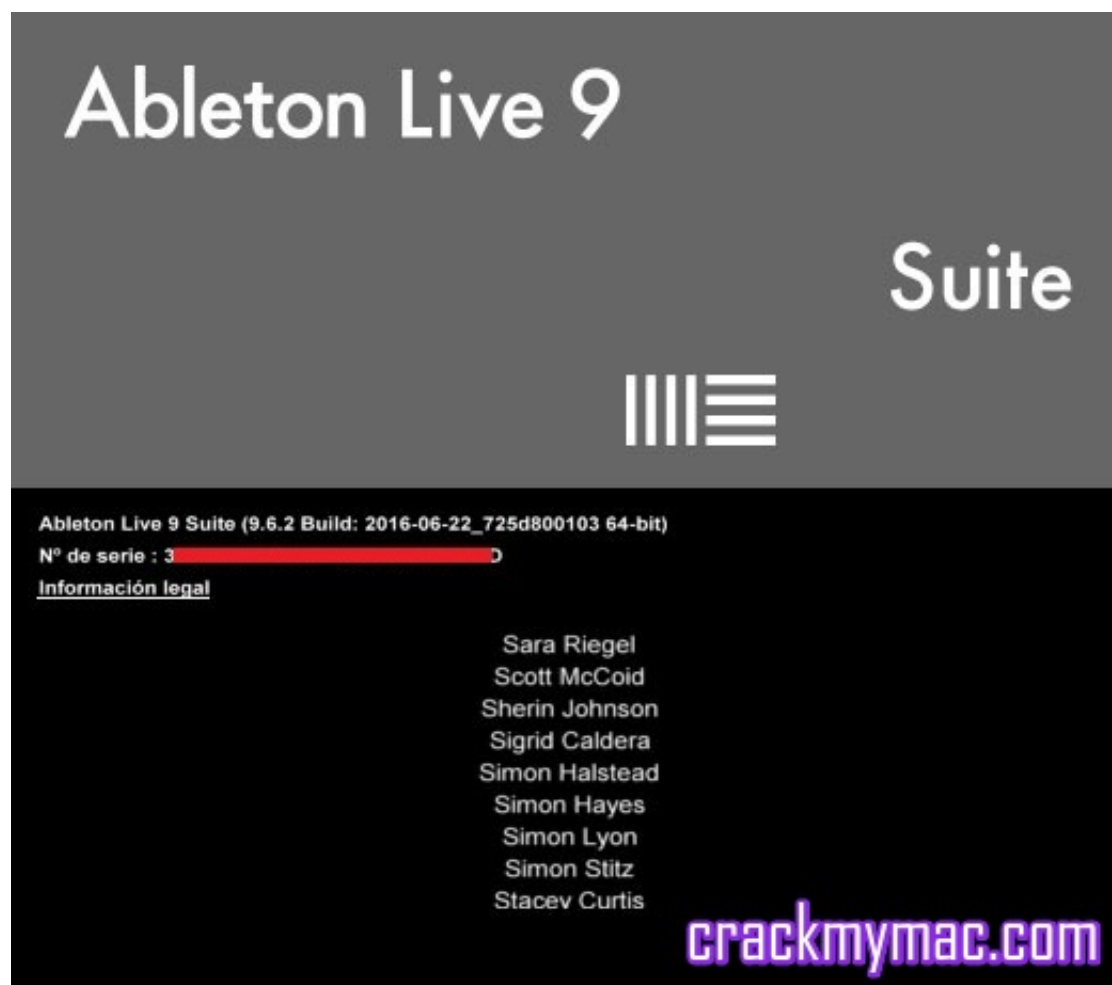 Ableton Live 9
Suite
Ableton Live 9 Suite (9.6.2 Build: 2016-06-22_725d800103 64-bit)
Nº de serie : 3
Información legal
Sara Riegel
Scott McCoid
Sherin Johnson
Sigrid Caldera
Simon Halstead
Simon Hayes
Simon Lyon
Simon Stitz
Stacey Curtis
crackmymac.com